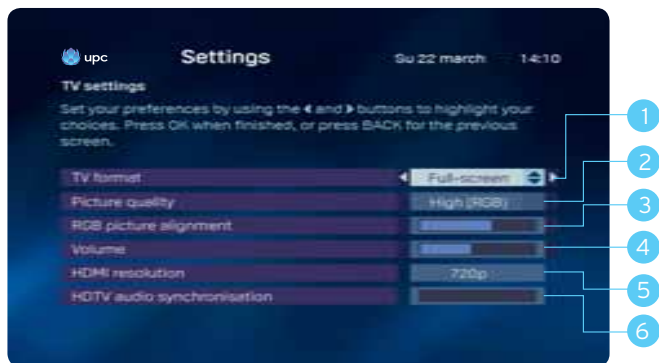 upc Settings Su 22 march 14:10
TV settings
Set your preferences by using the ◀ and ▶ buttons to highlight your
choices. Press OK when finished, or press BACK for the previous
screen.
TV format Full-screen 1
Picture quality High (RGB) 2
RGB picture alignment 3
Volume 4
HDMI resolution 720p 5
HDTV audio synchronisation 6